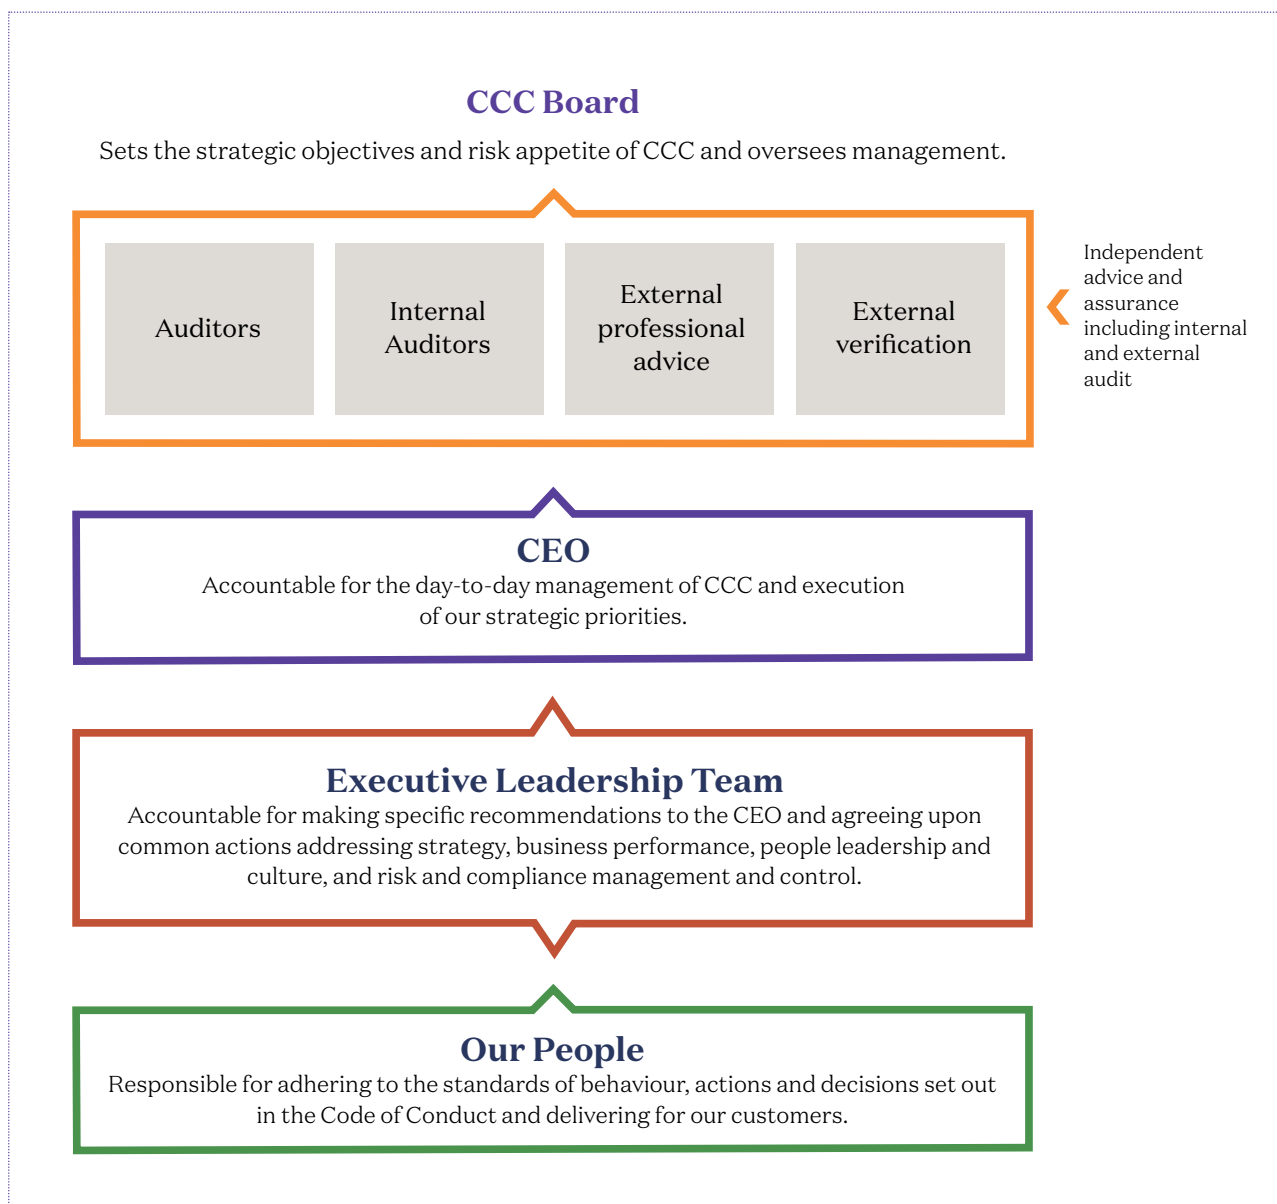 CCC Board
Sets the strategic objectives and risk appetite of CCC and oversees management.
Auditors
Internal
Auditors
External
professional
advice
External
verification
Independent
advice and
assurance
including internal
and external
audit
CEO
Accountable for the day-to-day management of CCC and execution
of our strategic priorities.
Executive Leadership Team
Accountable for making specific recommendations to the CEO and agreeing upon
common actions addressing strategy, business performance, people leadership and
culture, and risk and compliance management and control.
Our People
Responsible for adhering to the standards of behaviour, actions and decisions set out
in the Code of Conduct and delivering for our customers.